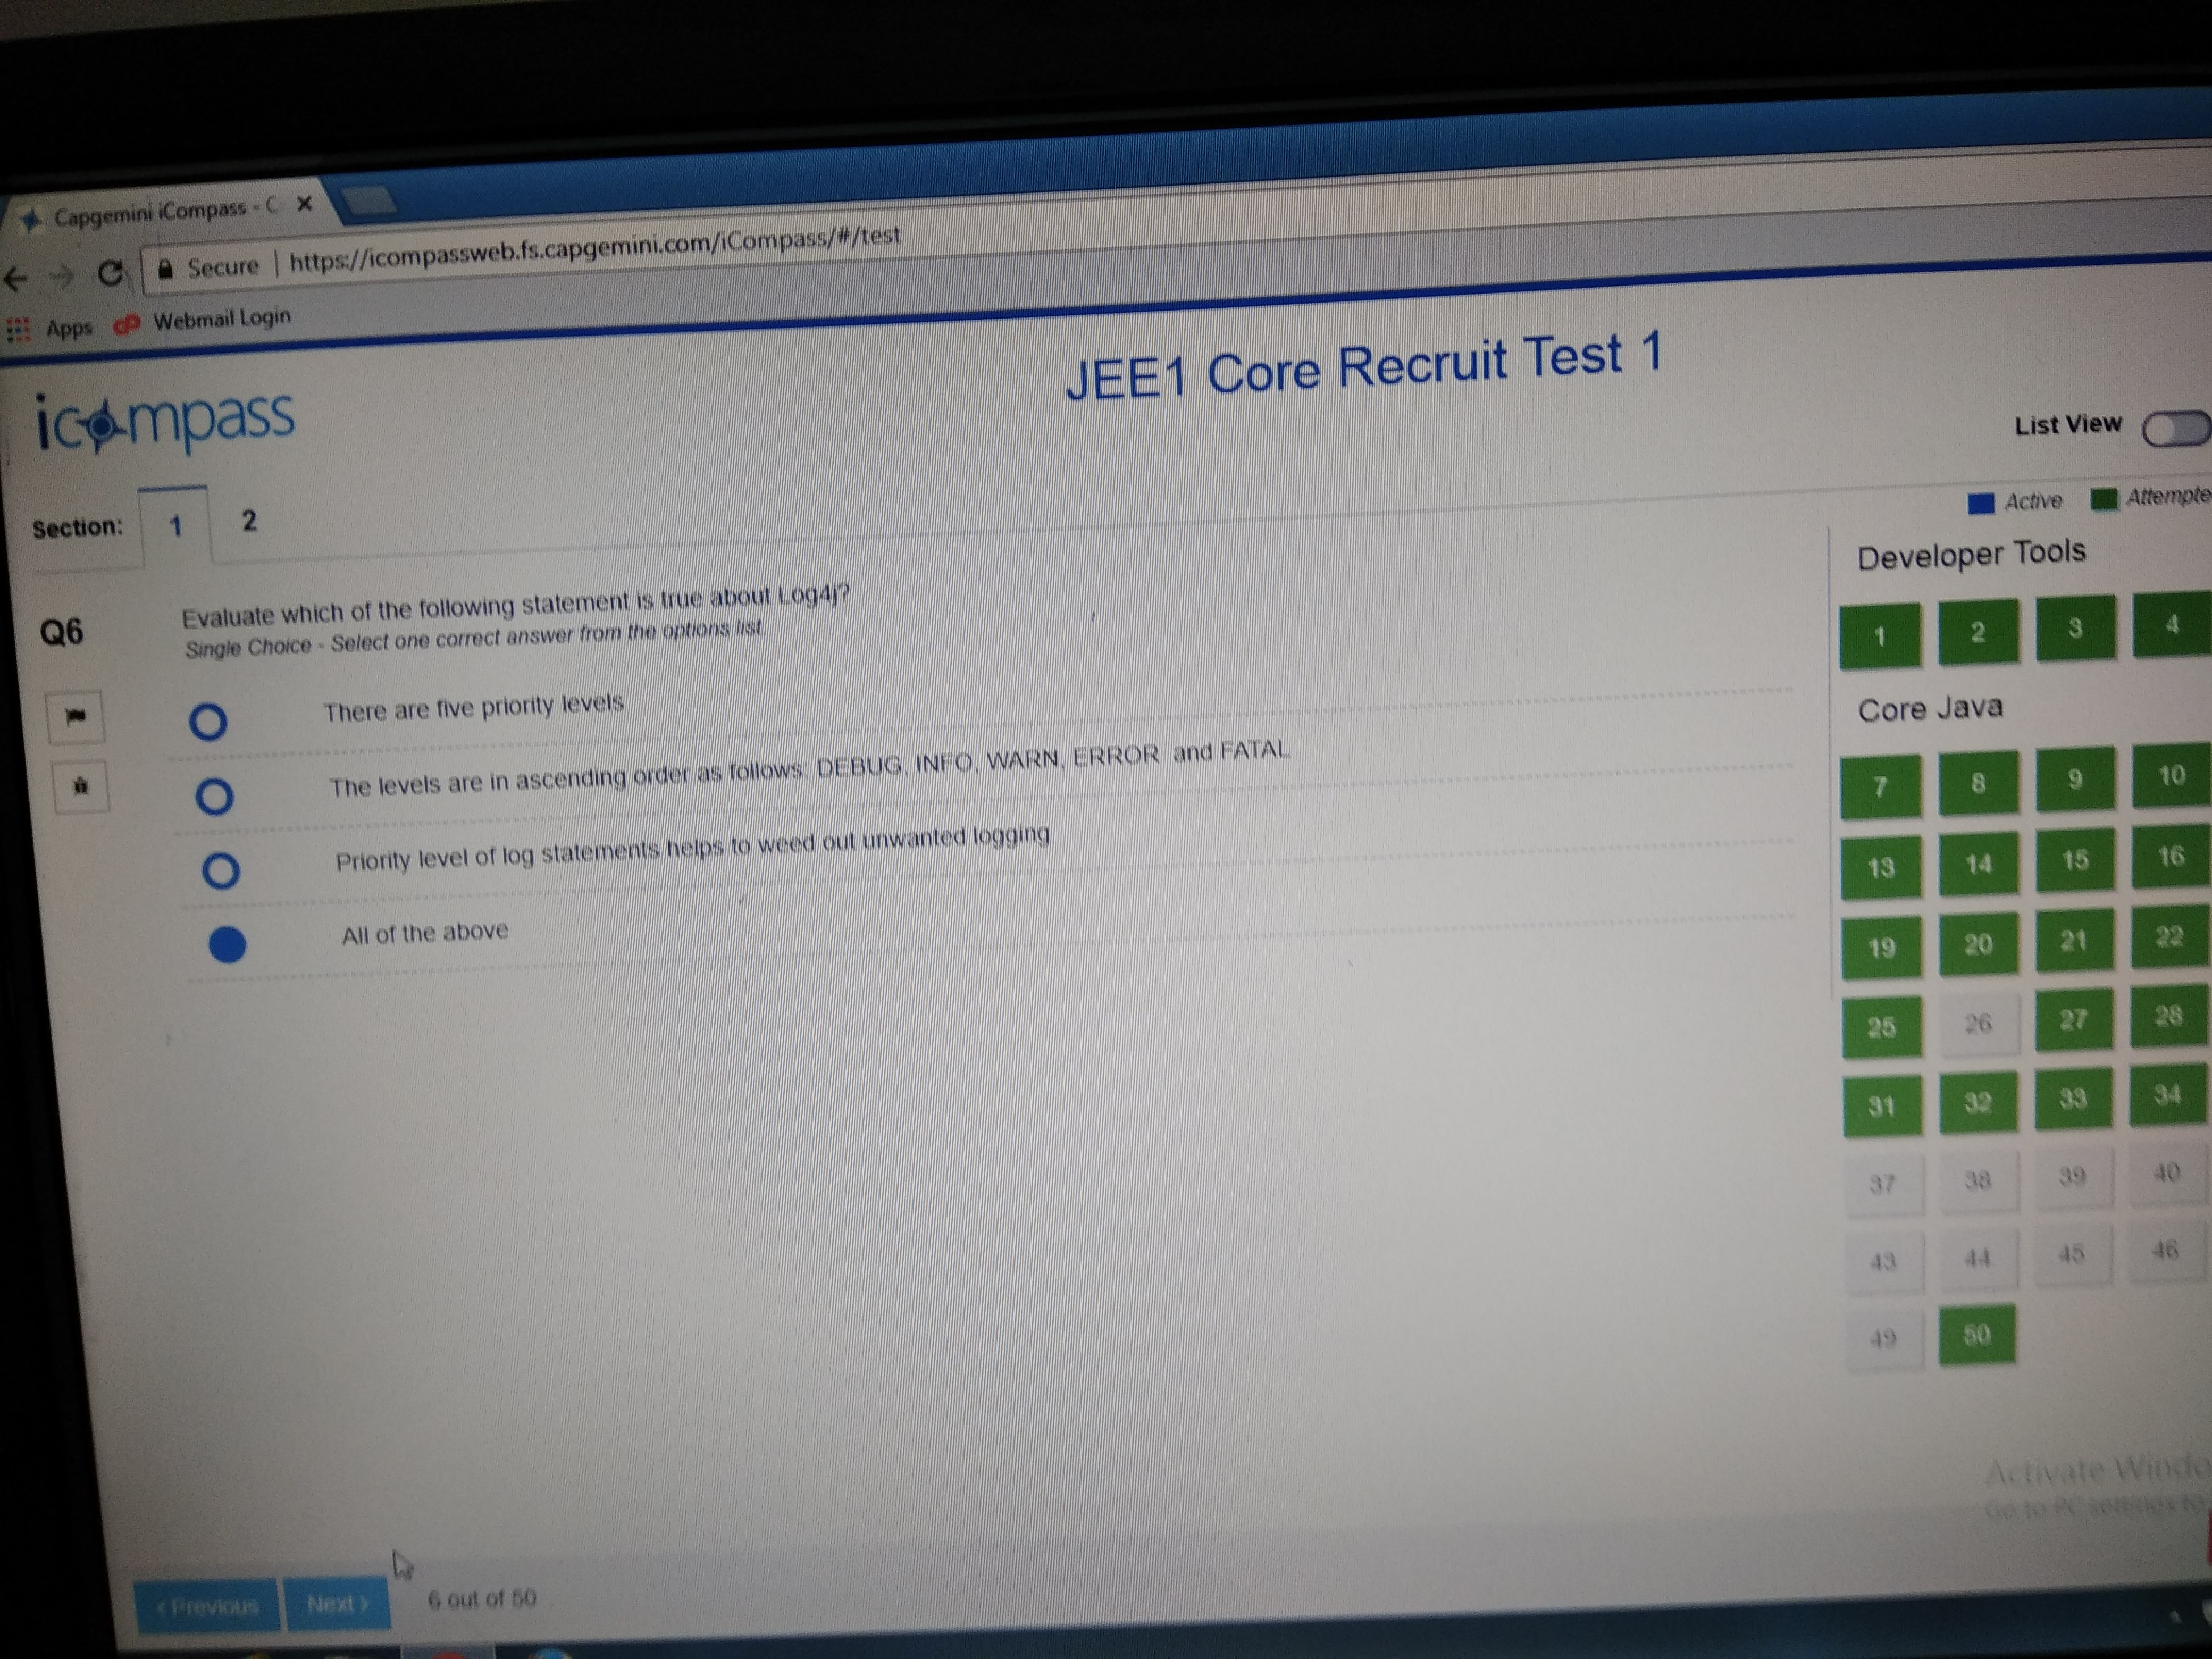 Capgemini iCompass - C
Secure | https://icompassweb.fs.capgemini.com/iCompass/#/test
Apps Webmail Login
icompass
JEE1 Core Recruit Test 1
List View
Section: 1 2
Active Attempte
Q6
Evaluate which of the following statement is true about Log4j?
Single Choice - Select one correct answer from the options list.
There are five priority levels
The levels are in ascending order as follows: DEBUG, INFO, WARN, ERROR and FATAL
Priority level of log statements helps to weed out unwanted logging
All of the above
Developer Tools
1 2 3 4
Core Java
7 8 9 10
13 14 15 16
19 20 21 22
25 26 27 28
31 32 33 34
37 38 39 40
43 44 45 46
49 50
Activate Windo
Go to PC settings to
< Previous Next > 6 out of 50